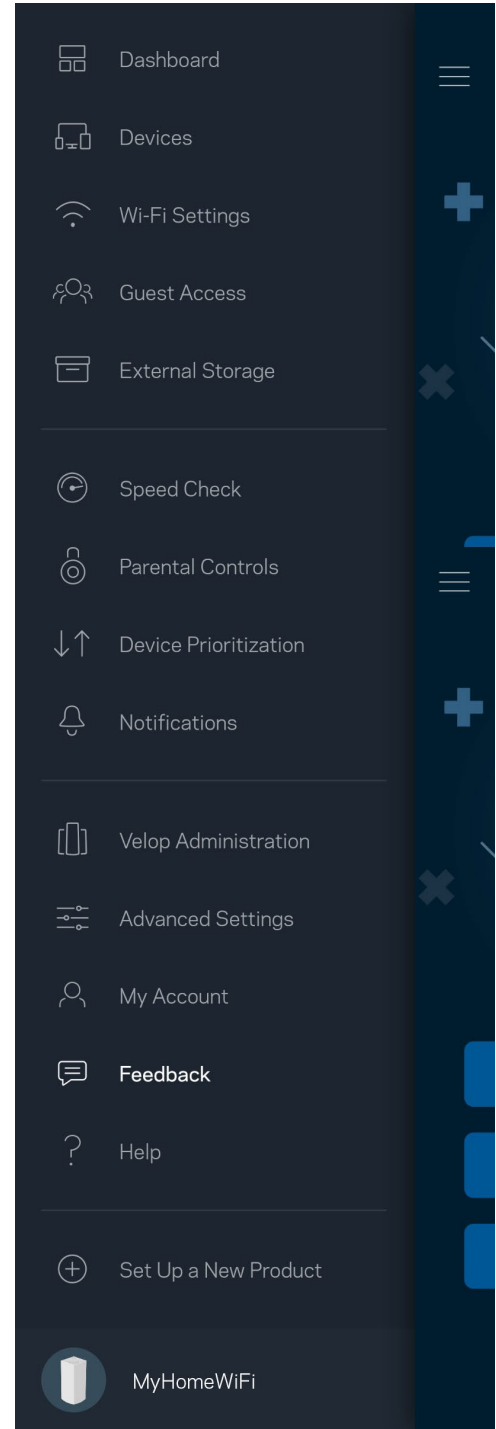 Dashboard
Devices
Wi-Fi Settings
Guest Access
External Storage
Speed Check
Parental Controls
Device Prioritization
Notifications
Velop Administration
Advanced Settings
My Account
Feedback
Help
Set Up a New Product
MyHomeWiFi